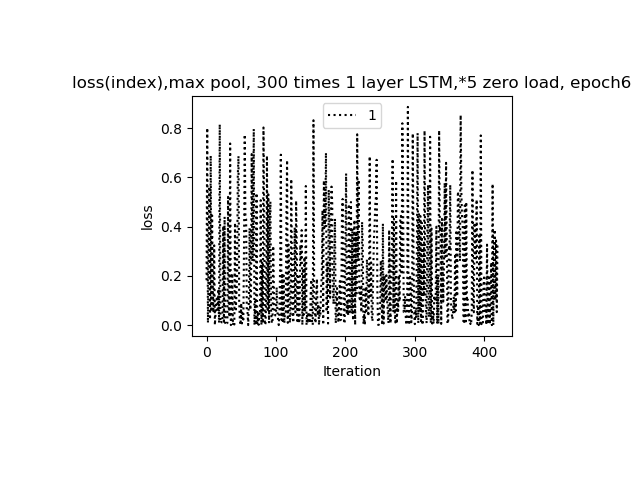 loss(index),max pool, 300 times 1 layer LSTM,*5 zero load, epoch6
1
0.8
0.6
0.4
0.2
0.0
loss
0 100 200 300 400
Iteration